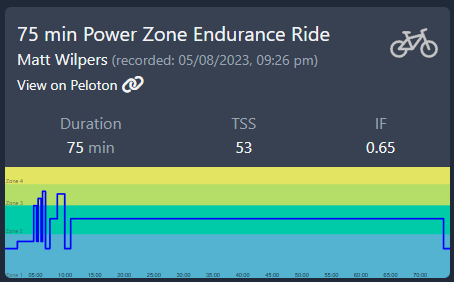 75 min Power Zone Endurance Ride
Matt Wilpers (recorded: 05/08/2023, 09:26 pm)
View on Peloton
Duration TSS IF
75 min 53 0.65
Zone 4
Zone 3
Zone 2
Zone 1
05:00 10:00 15:00 20:00 25:00 30:00 35:00 40:00 45:00 50:00 55:00 60:00 65:00 70:00